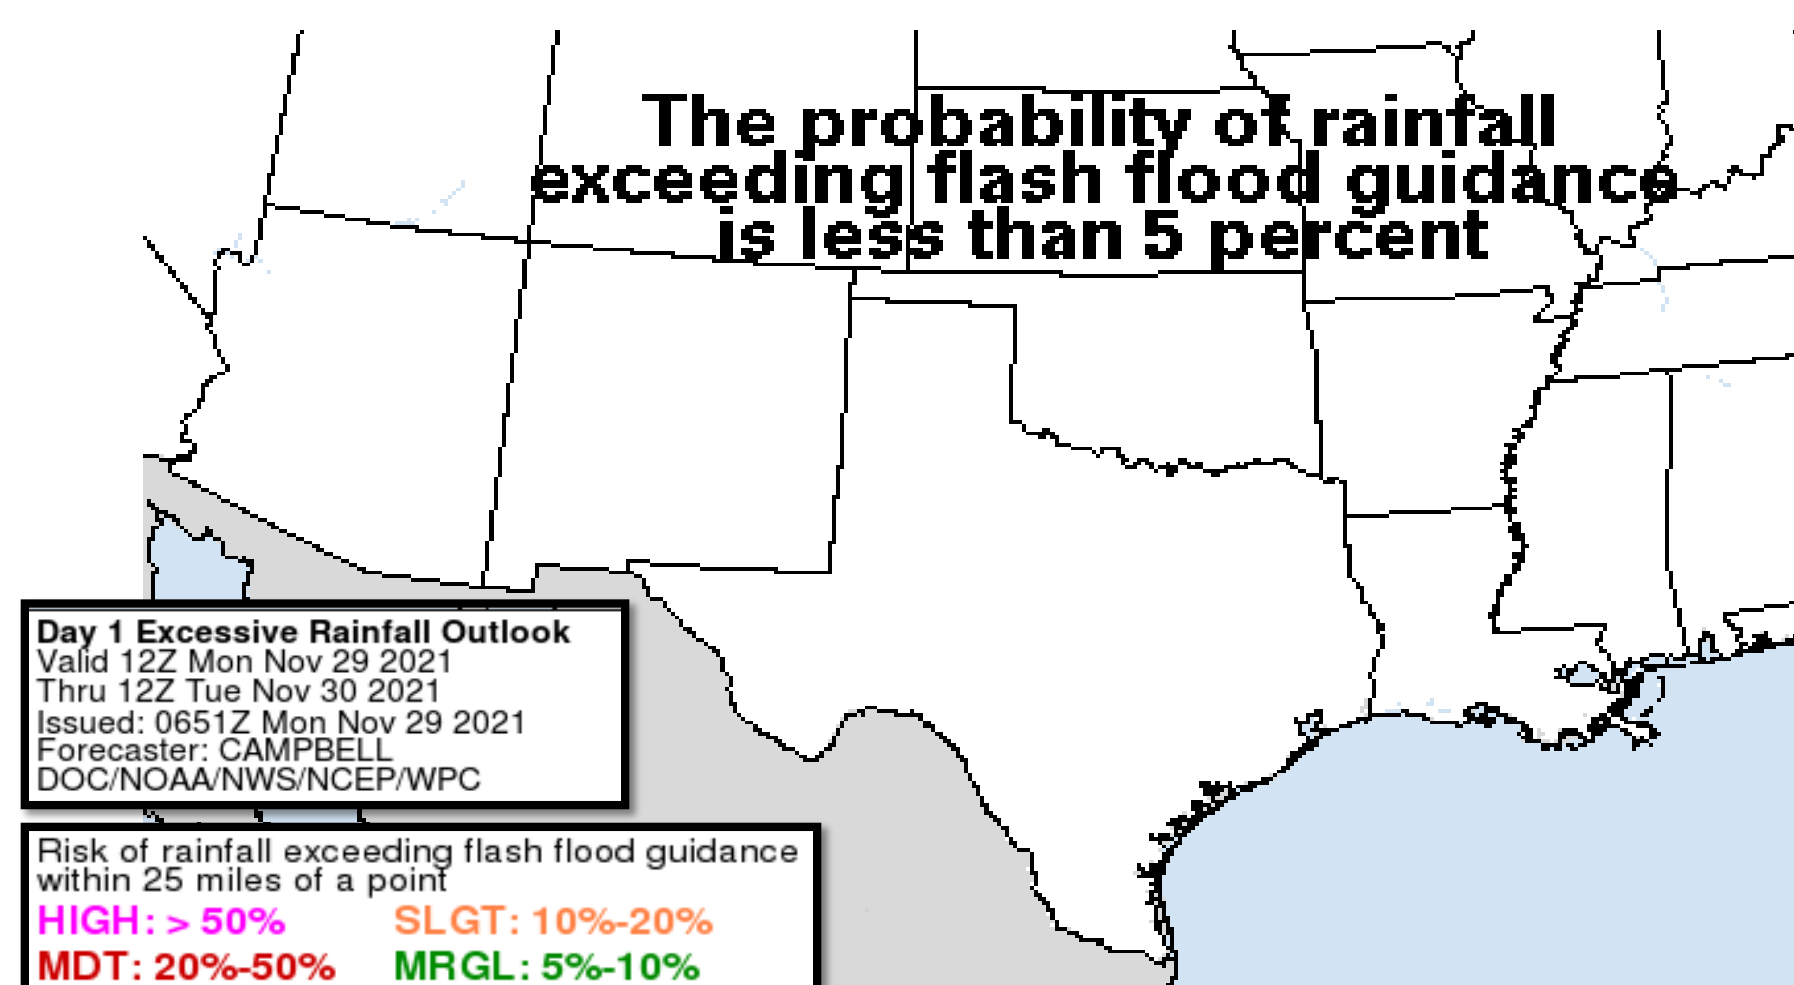 The probability of rainfall
exceeding flash flood guidance
is less than 5 percent
Day 1 Excessive Rainfall Outlook
Valid 12Z Mon Nov 29 2021
Thru 12Z Tue Nov 30 2021
Issued: 0651Z Mon Nov 29 2021
Forecaster: CAMPBELL
DOC/NOAA/NWS/NCEP/WPC
Risk of rainfall exceeding flash flood guidance
within 25 miles of a point
HIGH: > 50% SLGT: 10%-20%
MDT: 20%-50% MRGL: 5%-10%